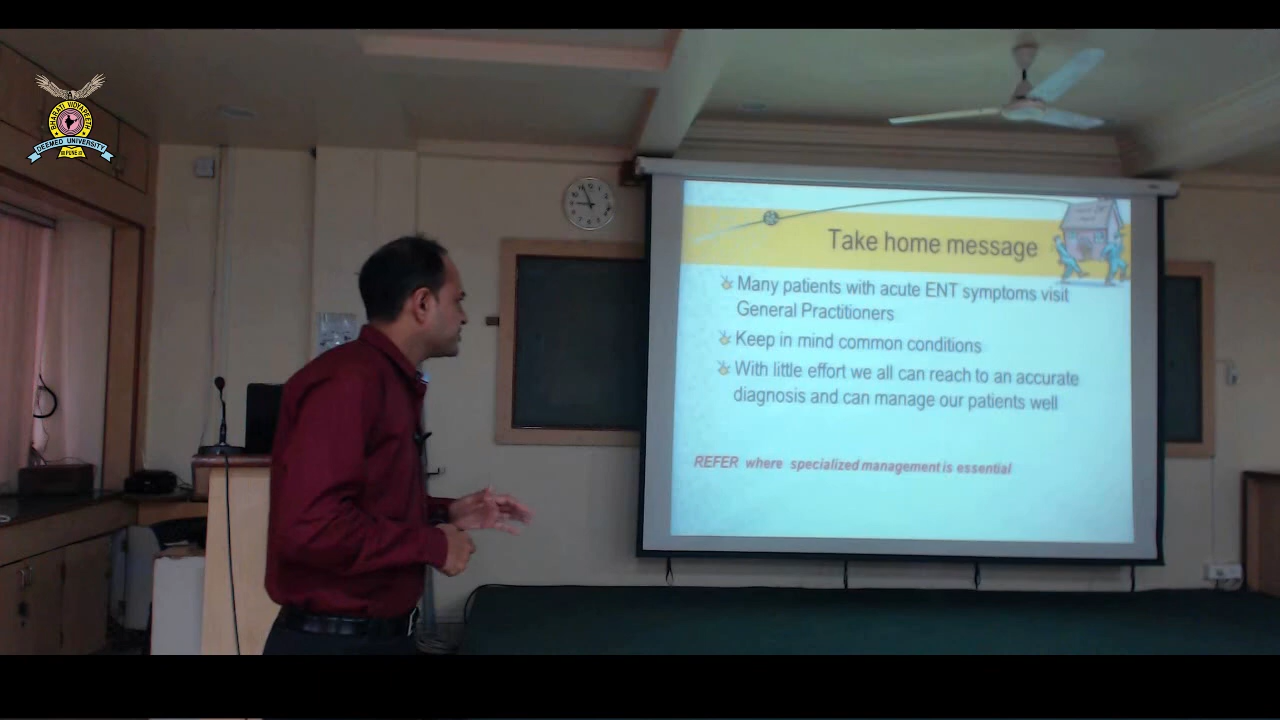 BHARATI VIDYAPEETH
DEEMED UNIVERSITY
Take home message
Many patients with acute ENT symptoms visit
General Practitioners
Keep in mind common conditions
With little effort we all can reach to an accurate
diagnosis and can manage our patients well
REFER where specialized management is essential